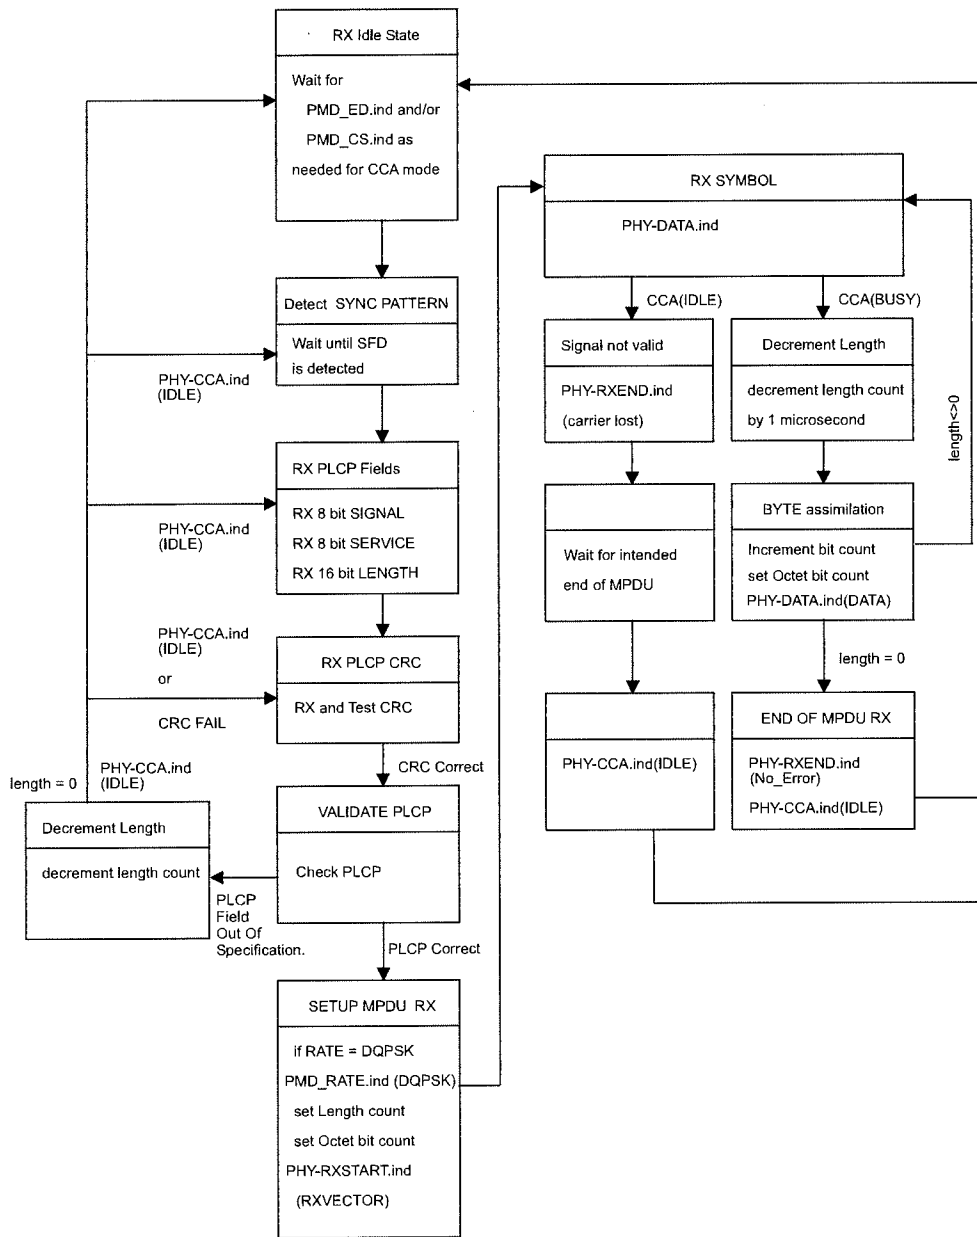 RX Idle State
Wait for
PMD_ED.ind and/or
PMD_CS.ind as
needed for CCA mode
Detect SYNC PATTERN
Wait until SFD
is detected
PHY-CCA.ind
(IDLE)
RX PLCP Fields
RX 8 bit SIGNAL
RX 8 bit SERVICE
RX 16 bit LENGTH
PHY-CCA.ind
(IDLE)
RX PLCP CRC
RX and Test CRC
PHY-CCA.ind
(IDLE)
or
CRC FAIL
CRC Correct
VALIDATE PLCP
Check PLCP
length = 0
PHY-CCA.ind
(IDLE)
Decrement Length
decrement length count
PLCP
Field
Out Of
Specification.
PLCP Correct
SETUP MPDU RX
if RATE = DQPSK
PMD_RATE.ind (DQPSK)
set Length count
set Octet bit count
PHY-RXSTART.ind
(RXVECTOR)
RX SYMBOL
PHY-DATA.ind
CCA(IDLE)
CCA(BUSY)
Signal not valid
PHY-RXEND.ind
(carrier lost)
Wait for intended
end of MPDU
PHY-CCA.ind(IDLE)
Decrement Length
decrement length count
by 1 microsecond
length<>0
BYTE assimilation
Increment bit count
set Octet bit count
PHY-DATA.ind(DATA)
length = 0
END OF MPDU RX
PHY-RXEND.ind
(No_Error)
PHY-CCA.ind(IDLE)